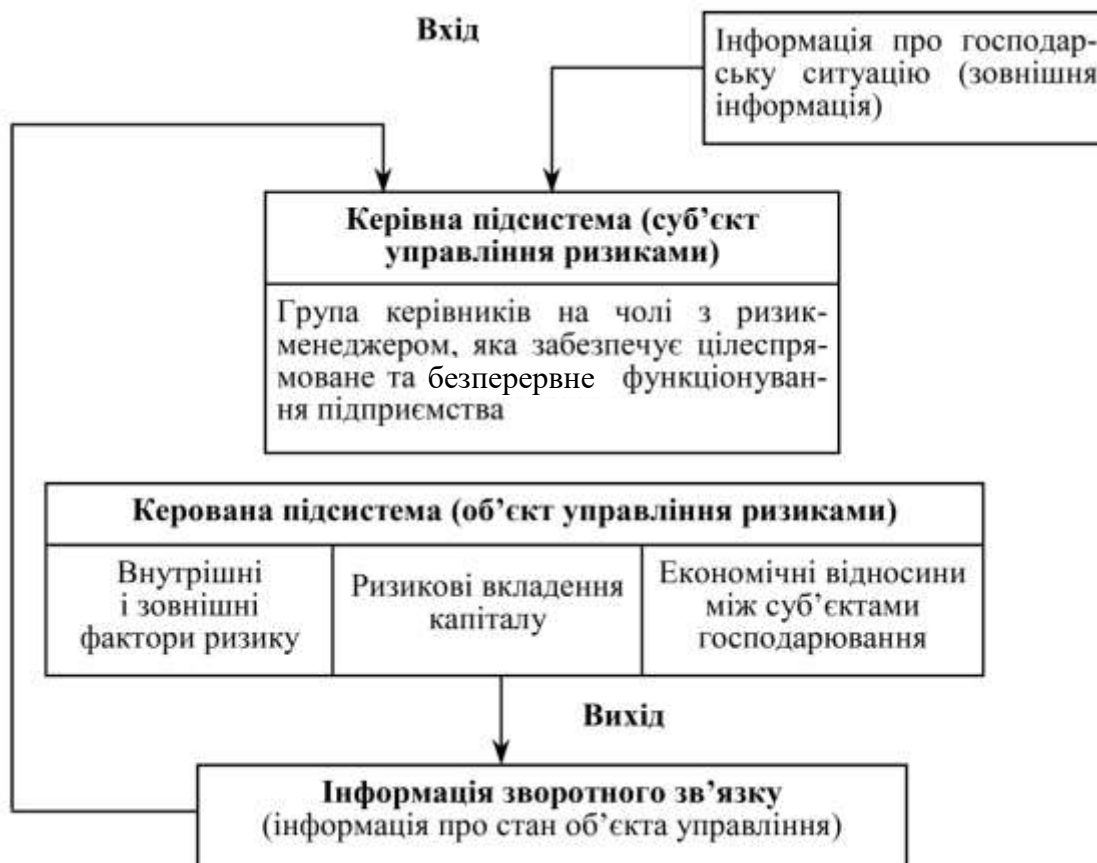 Вхід
Інформація про господар-
ську ситуацію (зовнішня
інформація)
Керівна підсистема (суб’єкт
управління ризиками)
Група керівників на чолі з ризик-
менеджером, яка забезпечує цілеспря-
моване та безперервне функціонуван-
ня підприємства
Керована підсистема (об’єкт управління ризиками)
Внутрішні
і зовнішні
фактори ризику
Ризикові вкладення
капіталу
Економічні відносини
між суб’єктами
господарювання
Вихід
Інформація зворотного зв’язку
(інформація про стан об’єкта управління)